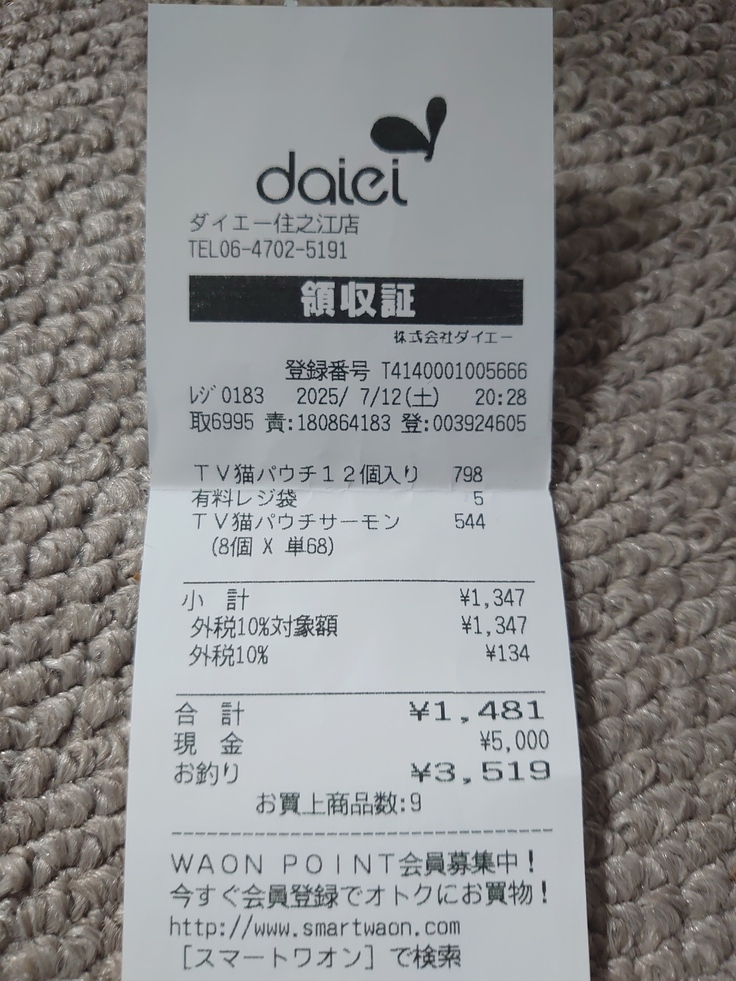 daiei
ダイエー住之江店
TEL06-4702-5191
領収証
株式会社ダイエー
登録番号 T4140001005666
ﾚｼﾞ0183 2025/ 7/12(土) 20:28
取6995 責:180864183 登:003924605
ＴＶ猫パウチ１２個入り 798
有料レジ袋 5
ＴＶ猫パウチサーモン 544
(8個 X 単68)
小 計 ¥1,347
外税10%対象額 ¥1,347
外税10% ¥134
合 計 ¥1,481
現 金 ¥5,000
お釣り ¥3,519
お買上商品数:9
ＷＡＯＮ ＰＯＩＮＴ会員募集中！
今すぐ会員登録でオトクにお買物！
http://www.smartwaon.com
［スマートワオン］で検索